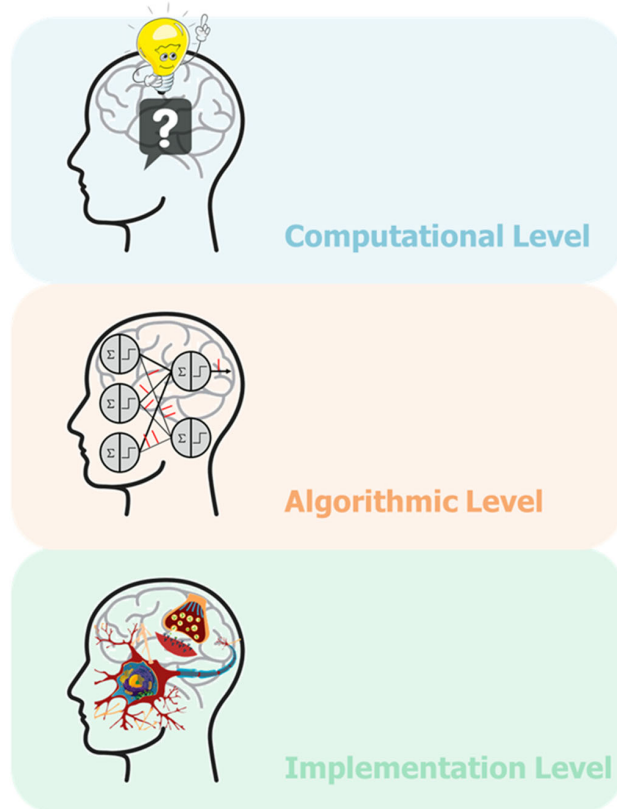 ?
Computational Level
Σ
Σ
Σ
Σ
Σ
Algorithmic Level
Implementation Level